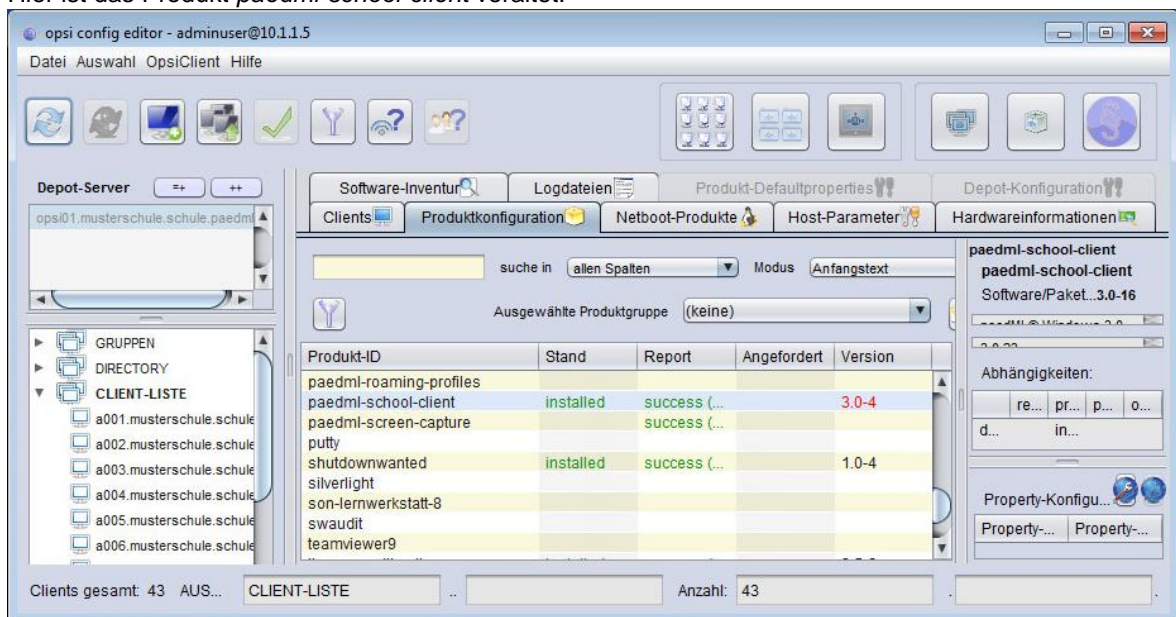 Hier ist das Produkt paedml-school-client veraltet.
opsi config editor - adminuser@10.1.1.5
Datei Auswahl OpsiClient Hilfe
Depot-Server =+ ++
opsi01.musterschule.schule.paedml
GRUPPEN
DIRECTORY
CLIENT-LISTE
a001.musterschule.schule
a002.musterschule.schule
a003.musterschule.schule
a004.musterschule.schule
a005.musterschule.schule
a006.musterschule.schule
Software-Inventur Logdateien Produkt-Defaultproperties Depot-Konfiguration
Clients Produktkonfiguration Netboot-Produkte Host-Parameter Hardwareinformationen
suche in allen Spalten Modus Anfangstext
Ausgewählte Produktgruppe (keine)
Produkt-ID Stand Report Angefordert Version
paedml-roaming-profiles
paedml-school-client installed success (... 3.0-4
paedml-screen-capture success (...
putty
shutdownwanted installed success (... 1.0-4
silverlight
son-lernwerkstatt-8
swaudit
teamviewer9
paedml-school-client
paedml-school-client
Software/Paket...3.0-16
Abhängigkeiten:
re... pr... p... o...
d... in...
Property-Konfigu...
Property-... Property-...
Clients gesamt: 43 AUS... CLIENT-LISTE .. Anzahl: 43 . .